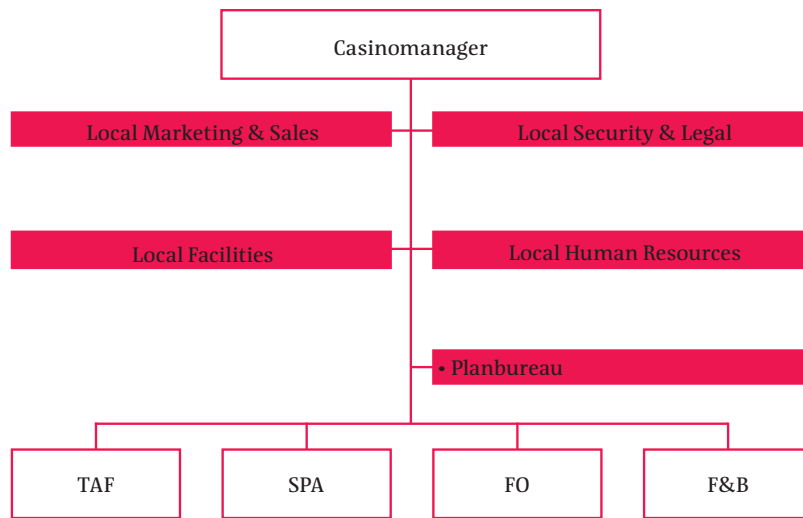 Casinomanager
Local Marketing & Sales
Local Security & Legal
Local Facilities
Local Human Resources
• Planbureau
TAF
SPA
FO
F&B